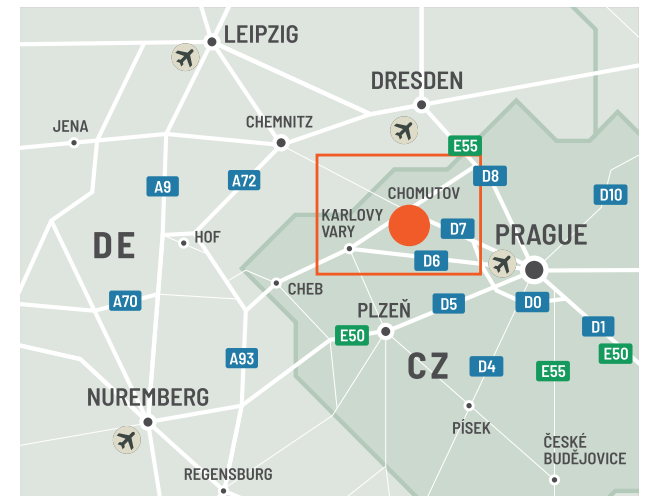 LEIPZIG
DRESDEN
CHEMNITZ
JENA
E55
A9
A72
D8
CHOMUTOV
D10
KARLOVY
VARY
D7
PRAGUE
HOF
DE
D6
CHEB
A70
PLZEŇ
D5
D0
D1
E50
E50
A93
CZ
D4
E55
NUREMBERG
PÍSEK
ČESKÉ
BUDĚJOVICE
REGENSBURG